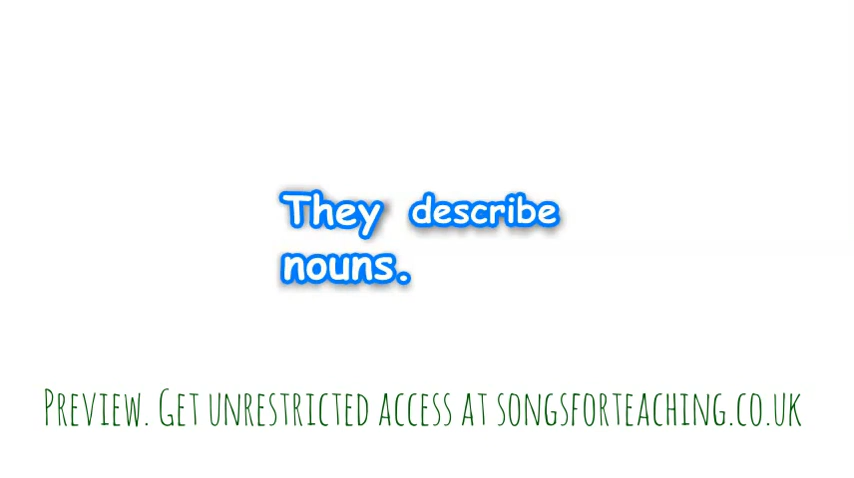 They describe
nouns.
Preview. Get unrestricted access at songsforteaching.co.uk